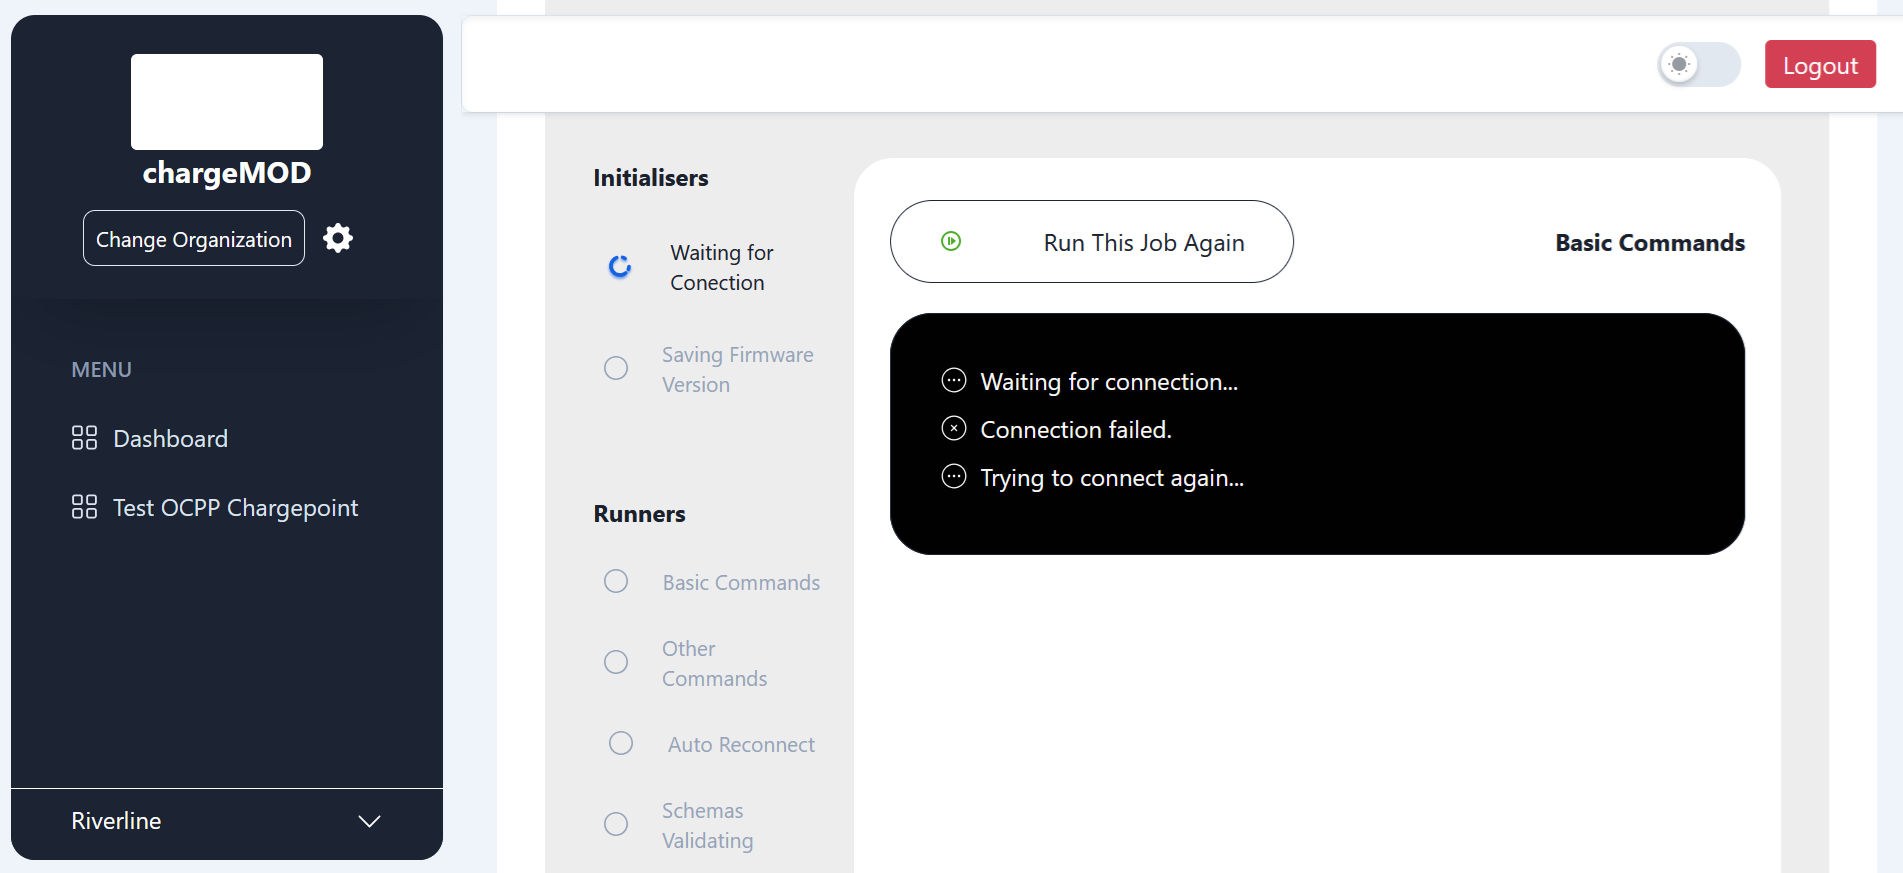 chargeMOD
Change Organization
MENU
Dashboard
Test OCPP Chargepoint
Riverline
Logout
Initialisers
Waiting for
Conection
Saving Firmware
Version
Runners
Basic Commands
Other
Commands
Auto Reconnect
Schemas
Validating
Run This Job Again
Basic Commands
Waiting for connection...
Connection failed.
Trying to connect again...